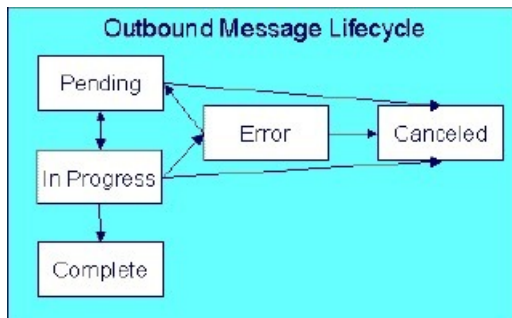 Outbound Message Lifecycle
Pending
Error
Canceled
In Progress
Complete